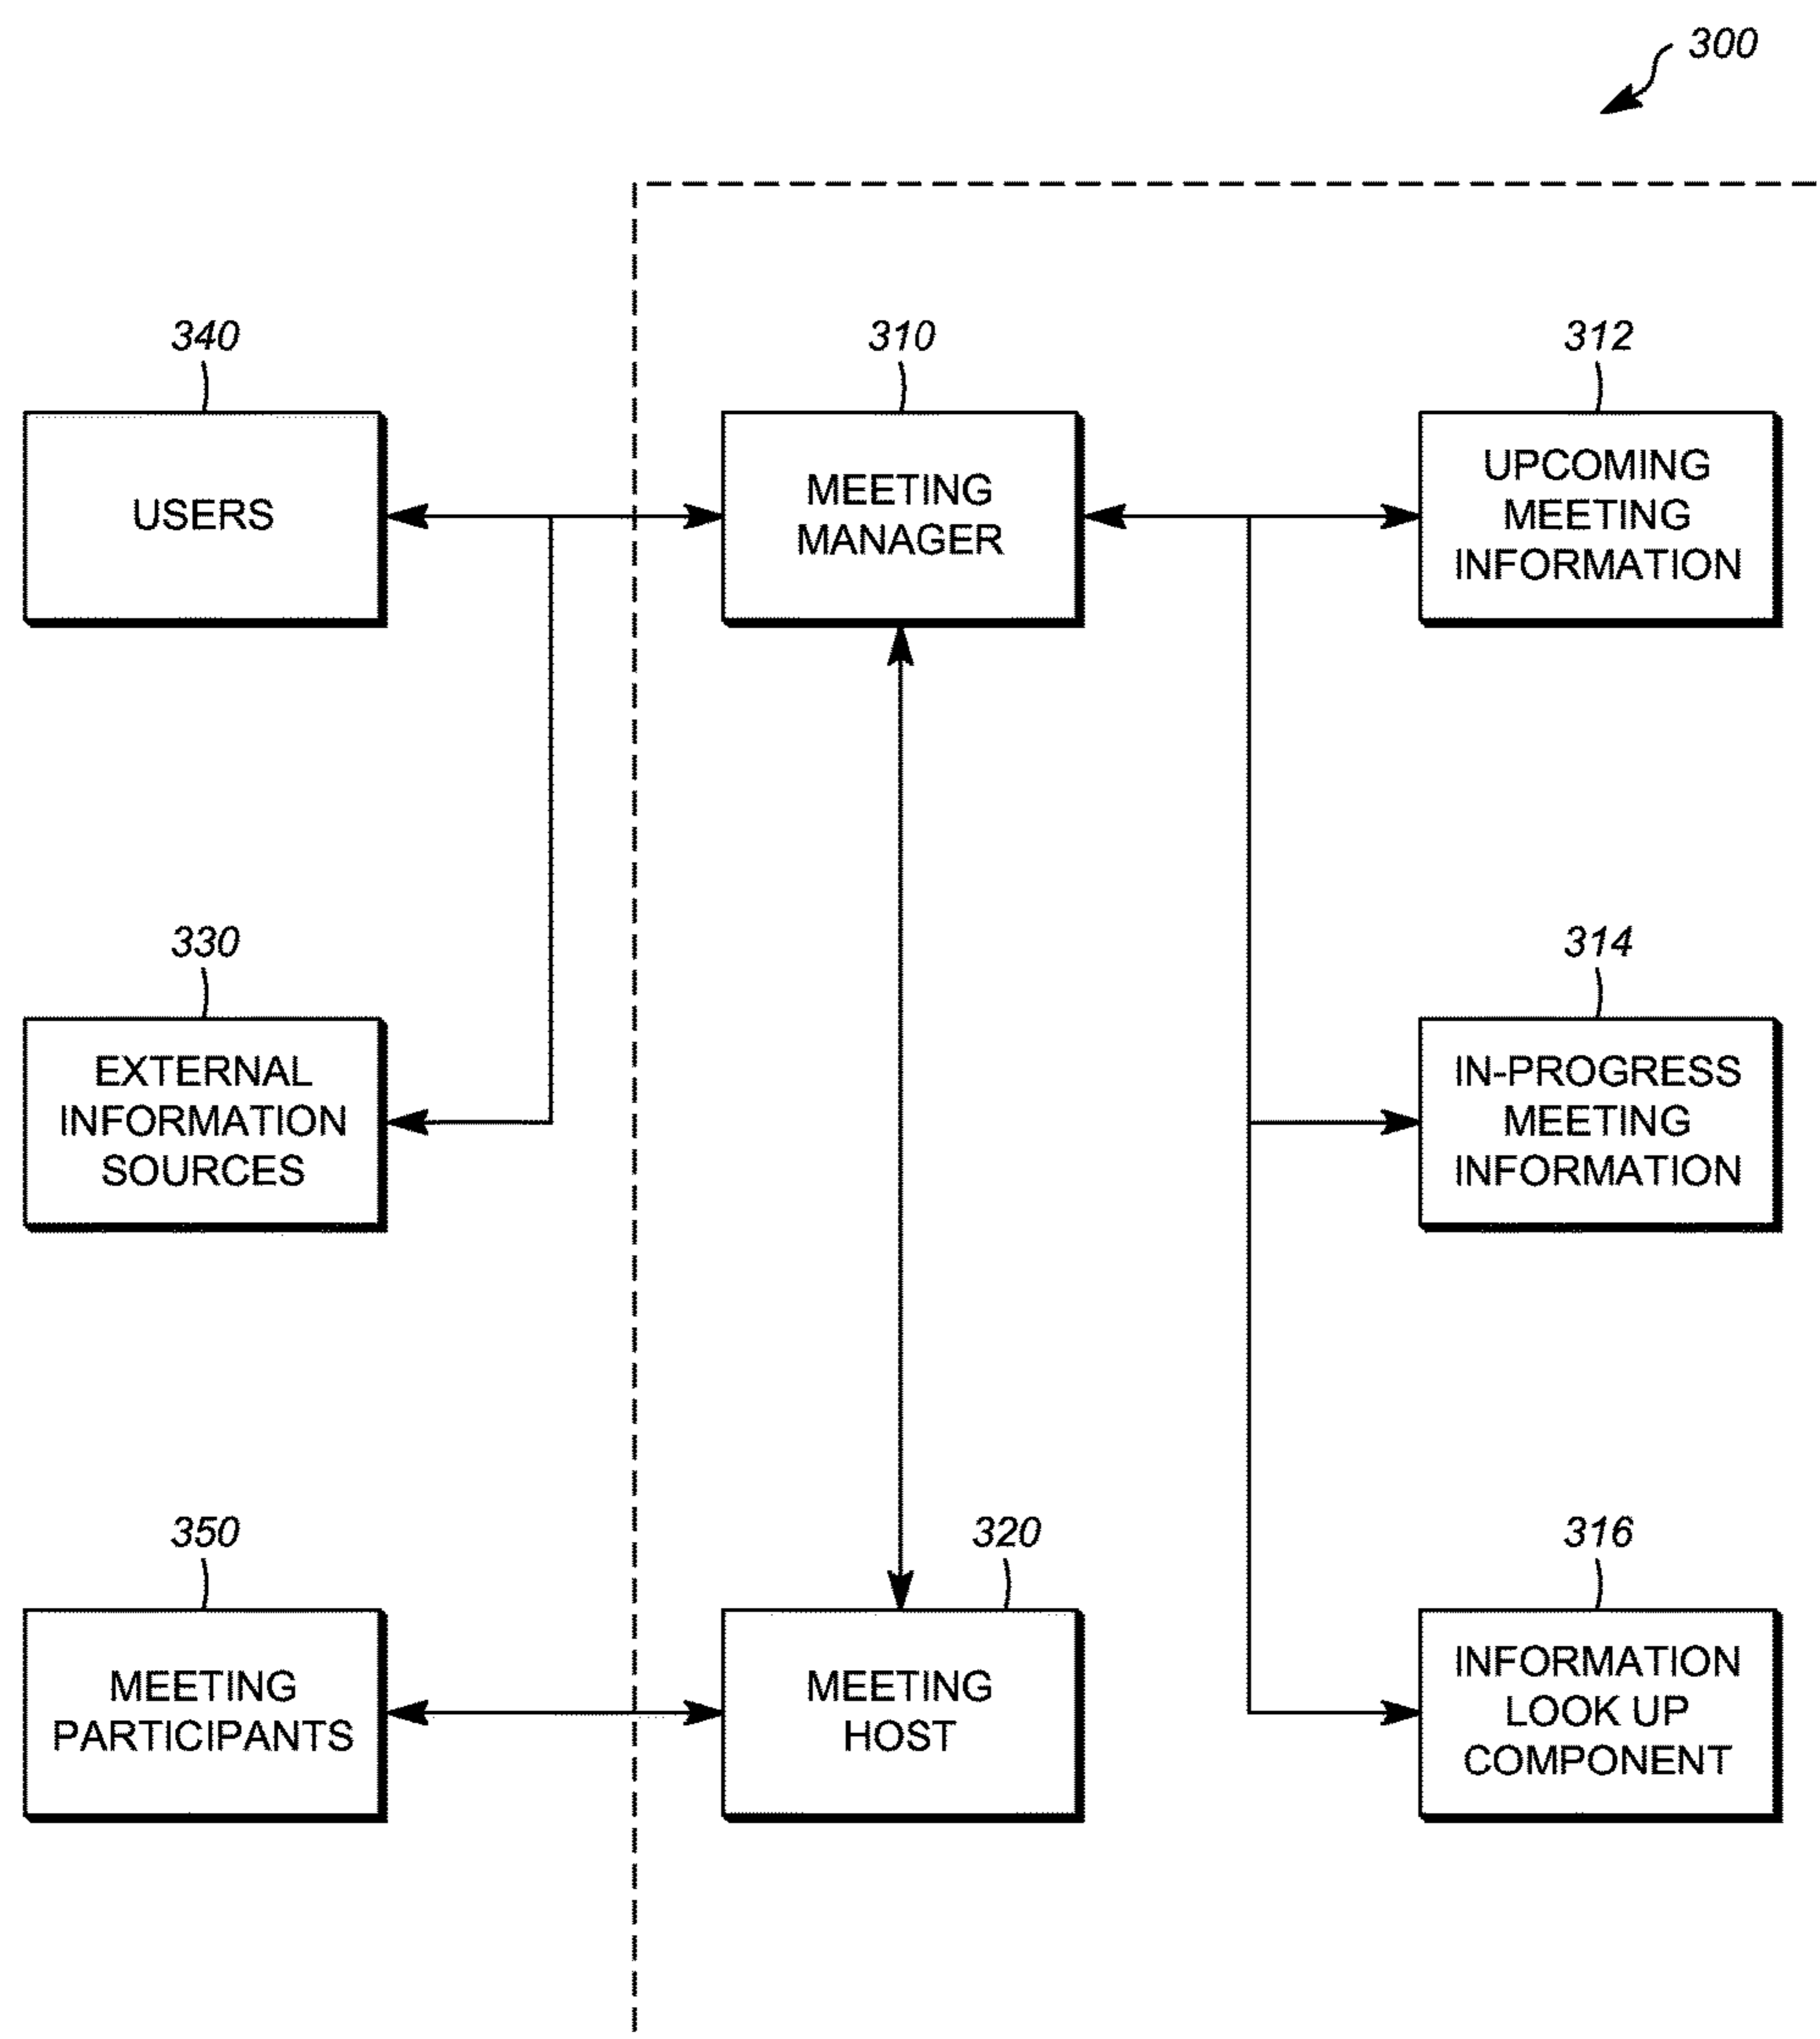 300
340
USERS
310
MEETING
MANAGER
312
UPCOMING
MEETING
INFORMATION
330
EXTERNAL
INFORMATION
SOURCES
314
IN-PROGRESS
MEETING
INFORMATION
350
MEETING
PARTICIPANTS
320
MEETING
HOST
316
INFORMATION
LOOK UP
COMPONENT